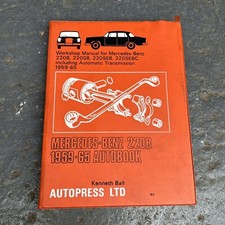 Workshop Manual for Mercedes-Benz
220B, 220SB, 220SEB, 220SEBC
including Automatic Transmission
1959-65
MERCEDES-BENZ 220B
1959-65 AUTOBOOK
Kenneth Ball
AUTOPRESS LTD